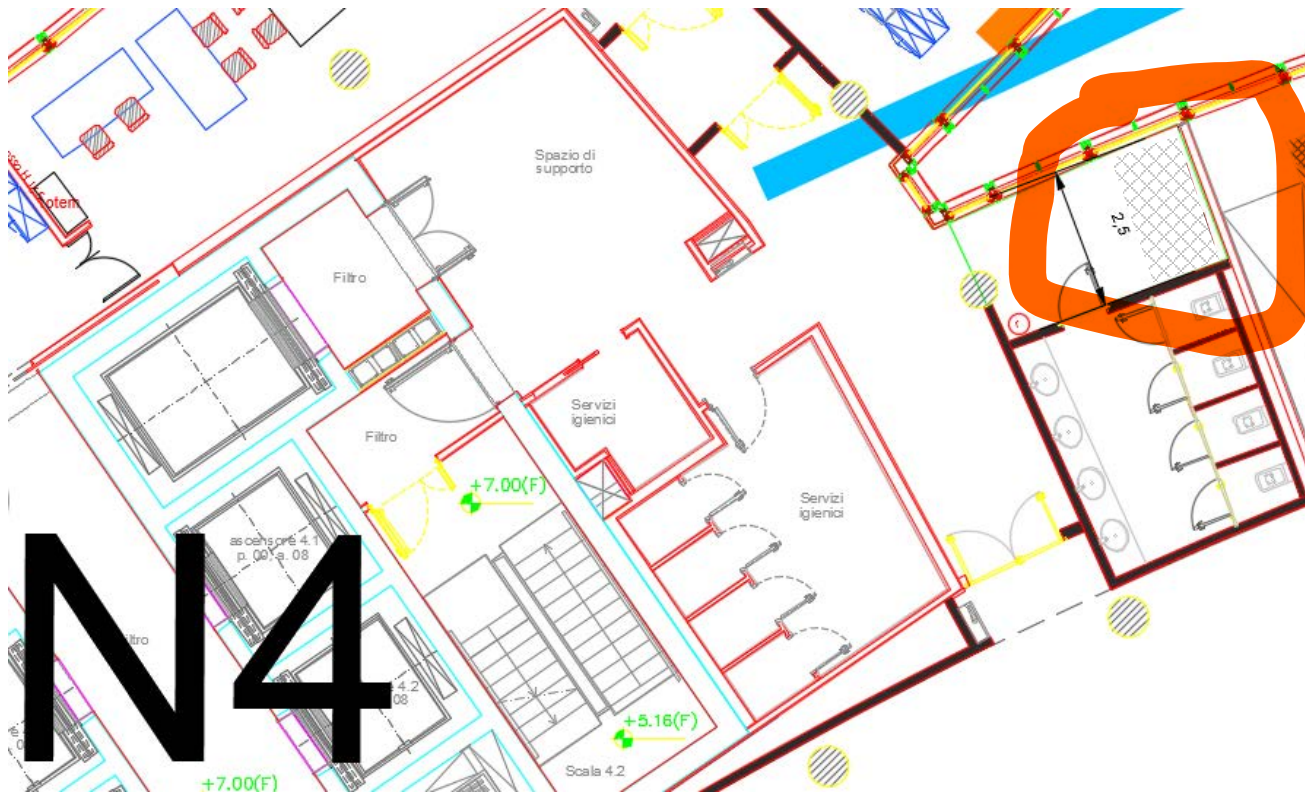 otem
Spazio di
supporto
2,5
Filtro
Servizi
igienici
Filtro
+7.00(F)
Servizi
igienici
ascensore 4.1
p. 00, a. 08
N4
4.2
08
+5.16(F)
Scala 4.2
+7.00(F)